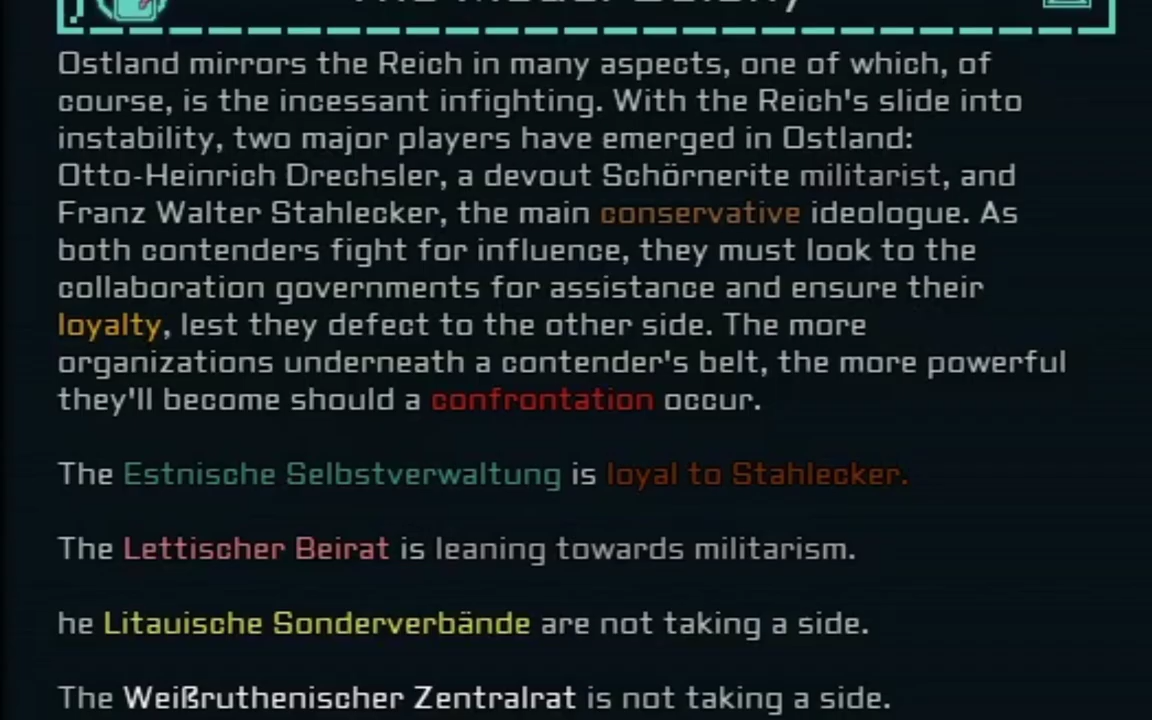 Ostland mirrors the Reich in many aspects, one of which, of
course, is the incessant infighting. With the Reich's slide into
instability, two major players have emerged in Ostland:
Otto-Heinrich Drechsler, a devout Schörnerite militarist, and
Franz Walter Stahlecker, the main conservative ideologue. As
both contenders fight for influence, they must look to the
collaboration governments for assistance and ensure their
loyalty, lest they defect to the other side. The more
organizations underneath a contender's belt, the more powerful
they'll become should a confrontation occur.
The Estnische Selbstverwaltung is loyal to Stahlecker.
The Lettischer Beirat is leaning towards militarism.
he Litauische Sonderverbände are not taking a side.
The Weißruthenischer Zentralrat is not taking a side.